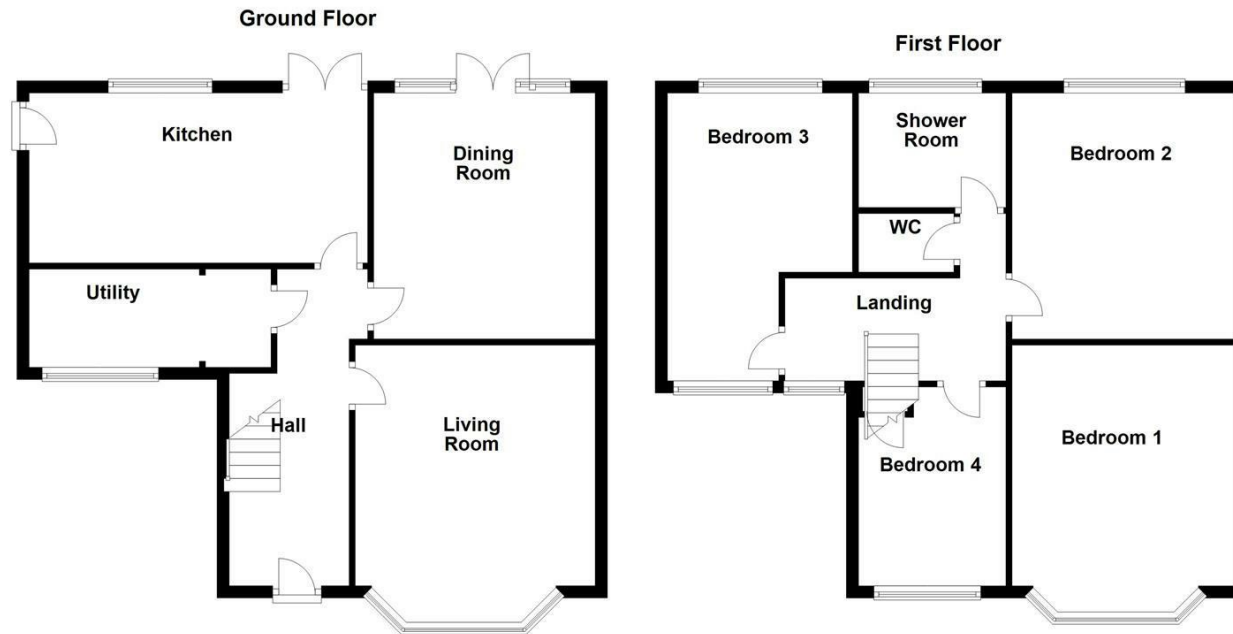 Ground Floor
Kitchen
Dining
Room
Utility
Hall
Living
Room
First Floor
Bedroom 3
Shower
Room
Bedroom 2
WC
Landing
Bedroom 4
Bedroom 1